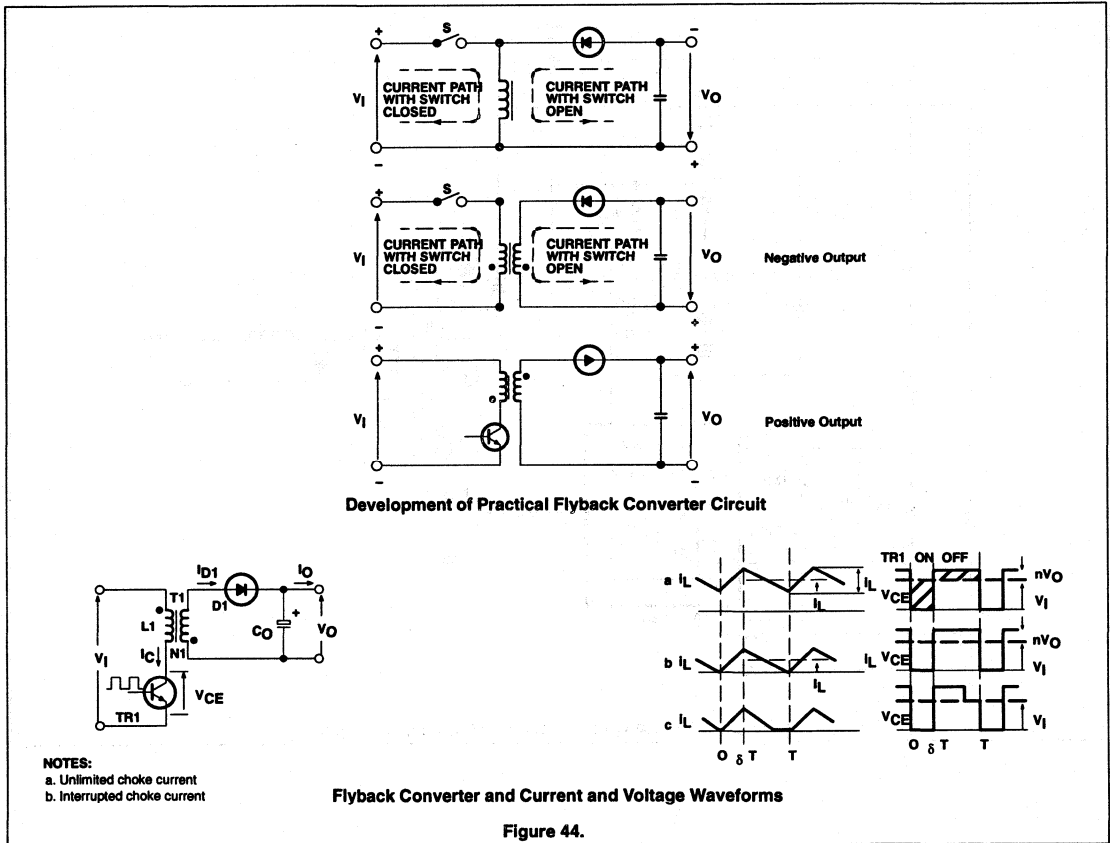 + S -
VI
CURRENT PATH
WITH SWITCH
CLOSED
CURRENT PATH
WITH SWITCH
OPEN
VO
- +
+ S
VI
CURRENT PATH
WITH SWITCH
CLOSED
CURRENT PATH
WITH SWITCH
OPEN
VO
Negative Output
- +
+ +
VI
VO
Positive Output
- -
Development of Practical Flyback Converter Circuit
ID1
IO
T1
D1
L1
CO
+
VO
VI
IC
N1
VCE
TR1
a iL
iL
IL
b iL
iL
IL
c iL
O δ T T
TR1 ON OFF
nVO
VCE
VI
nVO
VCE
VI
VCE
VI
O δ T T
NOTES:
a. Unlimited choke current
b. Interrupted choke current
Flyback Converter and Current and Voltage Waveforms
Figure 44.